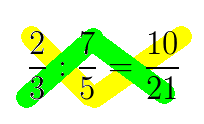 2/3 : 7/5 = 10/21